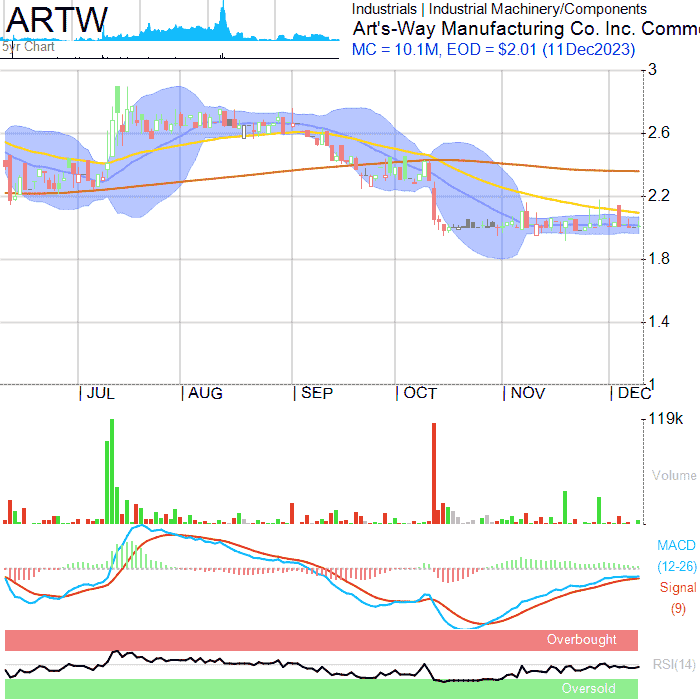 ARTW
5yr Chart
Industrials | Industrial Machinery/Components
Art's-Way Manufacturing Co. Inc. Comm
MC = 10.1M, EOD = $2.01 (11Dec2023)
3
2.6
2.2
1.8
1.4
1
| JUL | AUG | SEP | OCT | NOV | DEC
119k
Volume
MACD
(12-26)
Signal
(9)
Overbought
RSI(14)
Oversold